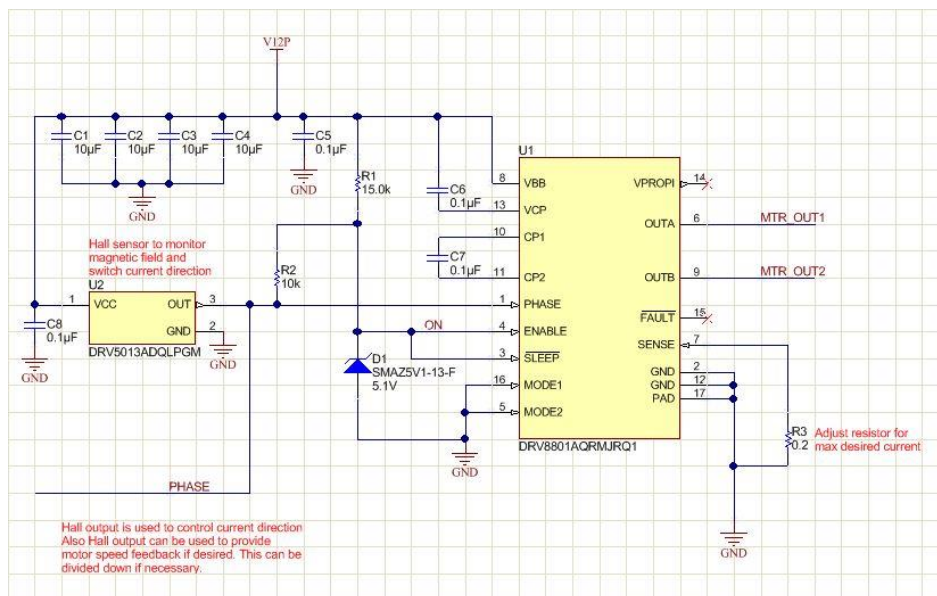 V12P
C1
10µF
C2
10µF
C3
10µF
C4
10µF
C5
0.1µF
GND
GND
R1
15.0k
C6
0.1µF
C7
0.1µF
R2
10k
Hall sensor to monitor
magnetic field and
switch current direction
U2
1
VCC
OUT
3
GND
2
DRV5013ADQLPGM
C8
0.1µF
GND
GND
ON
D1
SMAZ5V1-13-F
5.1V
GND
U1
8
VBB
13
VCP
10
CP1
11
CP2
1
PHASE
4
ENABLE
3
SLEEP
16
MODE1
5
MODE2
VPROPI
14
OUTA
6
MTR_OUT1
OUTB
9
MTR_OUT2
FAULT
15
SENSE
7
GND
2
GND
12
PAD
17
DRV8801AQRMJRQ1
R3
0.2
Adjust resistor for
max desired current
GND
PHASE
Hall output is used to control current direction
Also Hall output can be used to provide
motor speed feedback if desired. This can be
divided down if necessary.